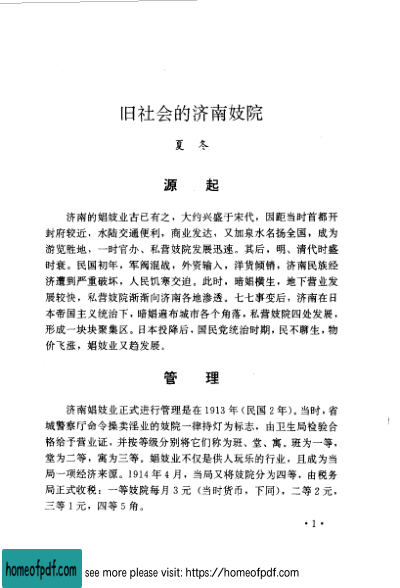 旧社会的济南妓院
夏 冬
源 起
济南的娼妓业古已有之，大约兴盛于宋代，因距当时首都开
封府较近，水陆交通便利，商业发达，又加泉水名扬全国，成为
游览胜地，一时官办、私营妓院发展迅速。其后，明、清代时盛
时衰。民国初年，军阀混战，外资输入，洋货倾销，济南民族经
济遭到严重破坏，人民饥寒交迫。此时，暗娼横生，地下营业发
展较快，私营妓院渐渐向济南各地渗透。七七事变后，济南在日
本帝国主义统治下，暗娼遍布城市各个角落，私营妓院四处发展，
形成一块块聚集区。日本投降后，国民党统治时期，民不聊生，物
价飞涨，娼妓业又趋发展。
管 理
济南娼妓业正式进行管理是在1913年（民国2年）。当时，省
城警察厅命令操卖淫业的妓院一律持灯为标志，由卫生局检验合
格给予营业证，并按等级分别将它们称为班、堂、寓。班为一等，
堂为二等，寓为三等。娼妓业不仅是供人玩乐的行业，且成为当
局一项经济来源。1914年4月，当局又将妓院分为四等，由税务
局正式收税：一等妓院每月3元（当时货币，下同），二等2元，
三等1元，四等5角。
·1·
homeofpdf.com
see more please visit: https://homeofpdf.com